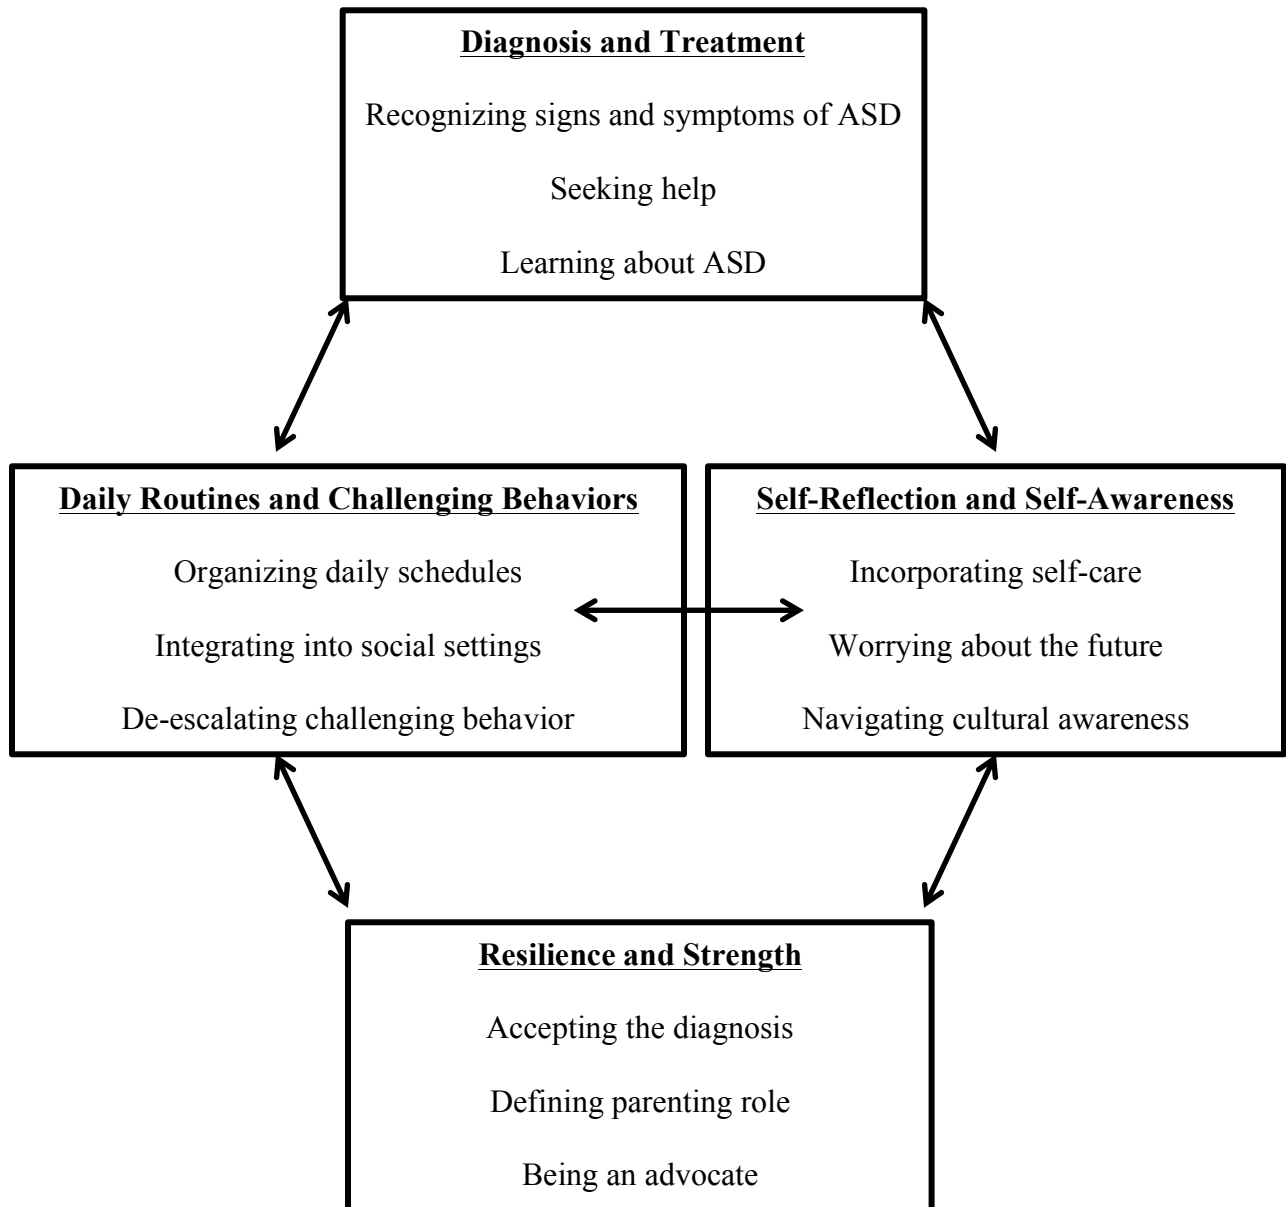 Diagnosis and Treatment
Recognizing signs and symptoms of ASD
Seeking help
Learning about ASD
Daily Routines and Challenging Behaviors
Organizing daily schedules
Integrating into social settings
De-escalating challenging behavior
Self-Reflection and Self-Awareness
Incorporating self-care
Worrying about the future
Navigating cultural awareness
Resilience and Strength
Accepting the diagnosis
Defining parenting role
Being an advocate